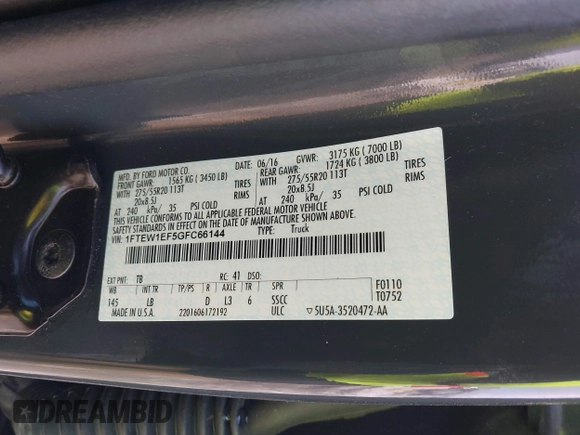 MFD. BY FORD MOTOR CO.
DATE: 06/16 GVWR: 3175 KG ( 7000 LB)
FRONT GAWR: 1565 KG ( 3450 LB) REAR GAWR: 1724 KG ( 3800 LB)
WITH 275/55R20 113T TIRES WITH 275/55R20 113T TIRES
20x8.5J RIMS 20x8.5J RIMS
AT 240 kPa/ 35 PSI COLD AT 240 kPa/ 35 PSI COLD
THIS VEHICLE CONFORMS TO ALL APPLICABLE FEDERAL MOTOR VEHICLE
SAFETY STANDARDS IN EFFECT ON THE DATE OF MANUFACTURE SHOWN ABOVE.
VIN: 1FTEW1EF5GFC66144 TYPE: Truck
EXT PNT: TB RC: 41 DSO:
WB INT TR TP/PS R AXLE TR SPR F0110
145 LB D L3 6 SSCC T0752
MADE IN U.S.A. 2201606172192 ULC 5U5A-3520472-AA
DREAMBID